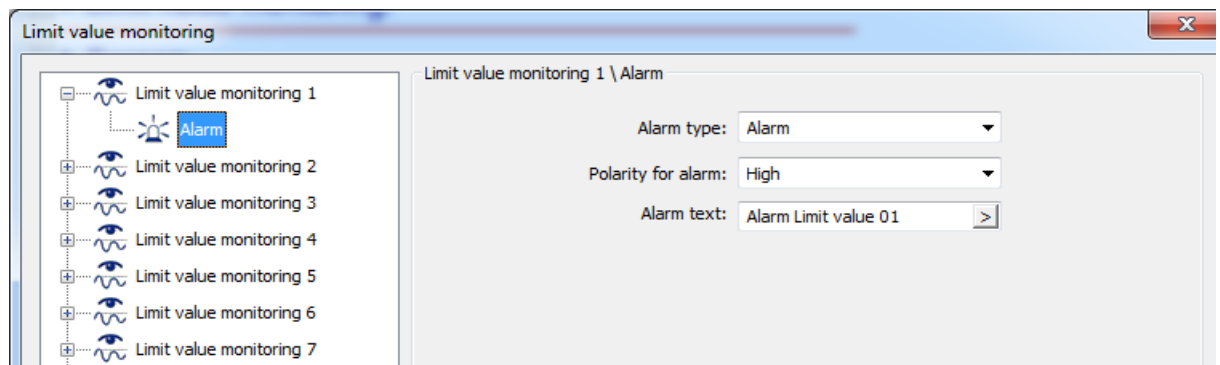 Limit value monitoring
Limit value monitoring 1
Alarm
Limit value monitoring 2
Limit value monitoring 3
Limit value monitoring 4
Limit value monitoring 5
Limit value monitoring 6
Limit value monitoring 7
Limit value monitoring 1 \ Alarm
Alarm type: Alarm
Polarity for alarm: High
Alarm text: Alarm Limit value 01 >